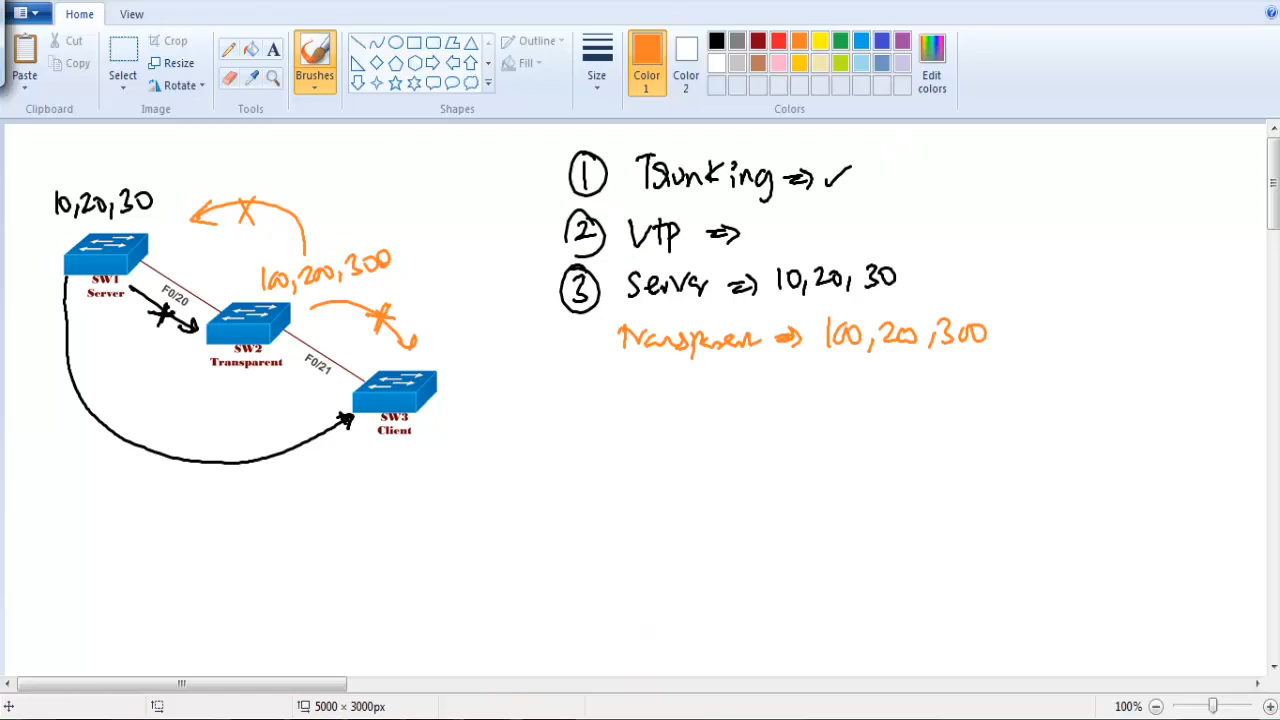 Home
View
Paste
Cut
Copy
Clipboard
Select
Crop
Resize
Rotate
Image
A
Tools
Brushes
Outline
Fill
Shapes
Size
Color 1
Color 2
Edit colors
Colors
10,20,30
SW1
Server
F0/20
100,200,300
SW2
Transparent
F0/21
SW3
Client
① Trunking ⇒ ✓
② Vtp ⇒
③ Server ⇒ 10,20,30
transparent ⇒ 100,200,300
5000 × 3000px
100%